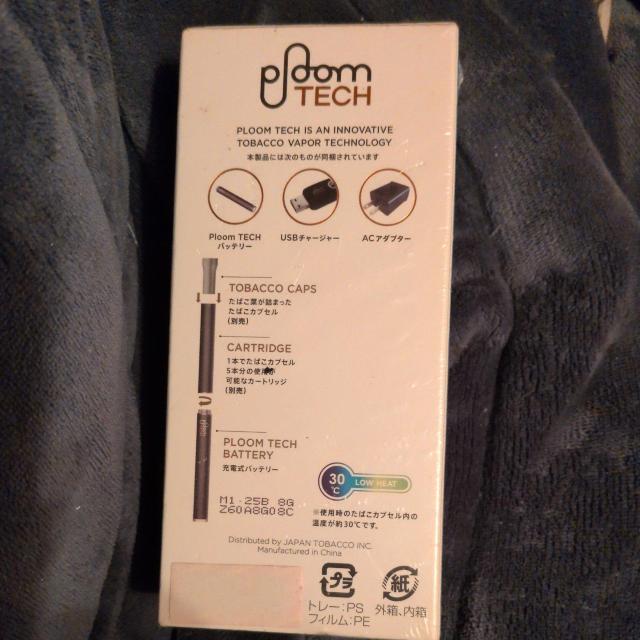 ploom
TECH
PLOOM TECH IS AN INNOVATIVE
TOBACCO VAPOR TECHNOLOGY
本製品には次のものが同梱されています
Ploom TECH
バッテリー
USBチャージャー
ACアダプター
TOBACCO CAPS
たばこ葉が詰まった
たばこカプセル
(別売)
CARTRIDGE
1本でたばこカプセル
5本分の使用が
可能なカートリッジ
(別売)
ploom
PLOOM TECH
BATTERY
充電式バッテリー
M1·25B 8G
Z60A8G08C
30
℃
LOW HEAT
※使用時のたばこカプセル内の
温度が約30℃です。
Distributed by JAPAN TOBACCO INC.
Manufactured in China
プラ
トレー:PS
フィルム:PE
紙
外箱、内箱